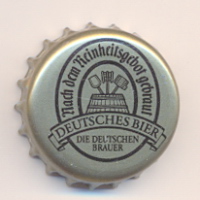 Nach dem Reinheitsgebot gebraut
DEUTSCHES BIER
DIE DEUTSCHEN
BRAUER